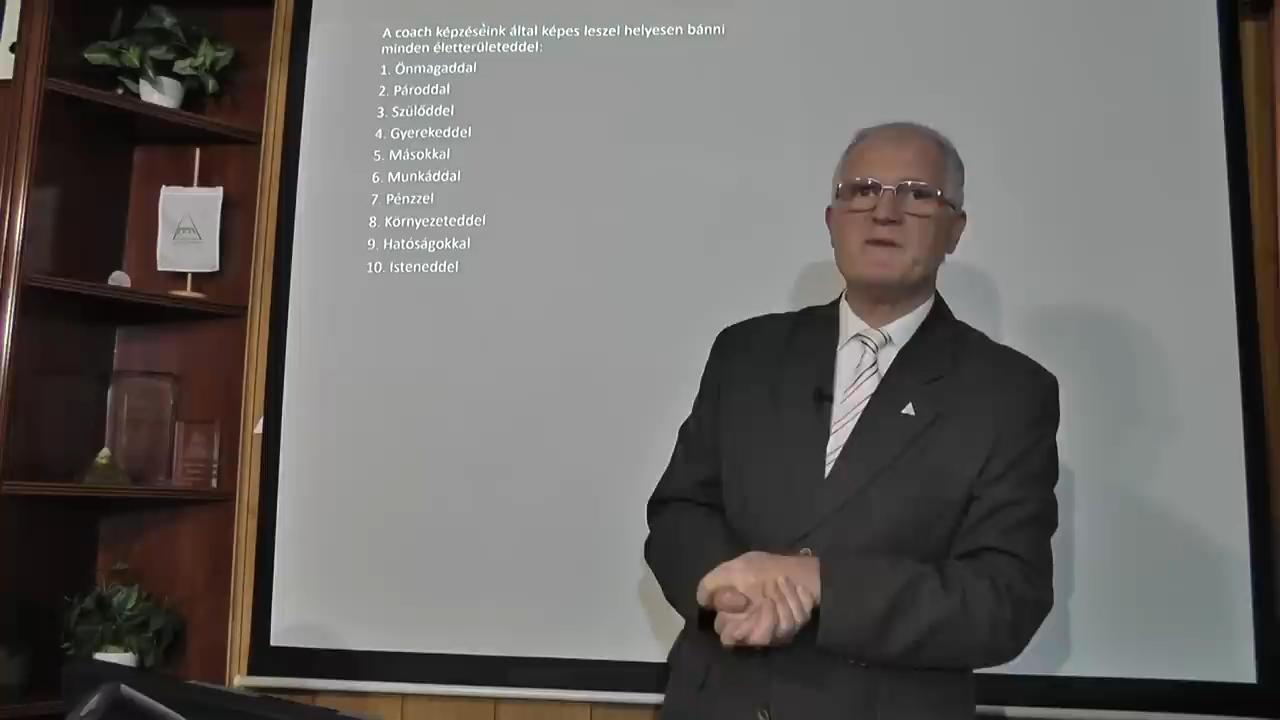 A coach képzéseink által képes leszel helyesen bánni
minden életterületeddel:
1. Önmagaddal
2. Pároddal
3. Szülőddel
4. Gyerekeddel
5. Másokkal
6. Munkáddal
7. Pénzzel
8. Környezeteddel
9. Hatóságokkal
10. Isteneddel